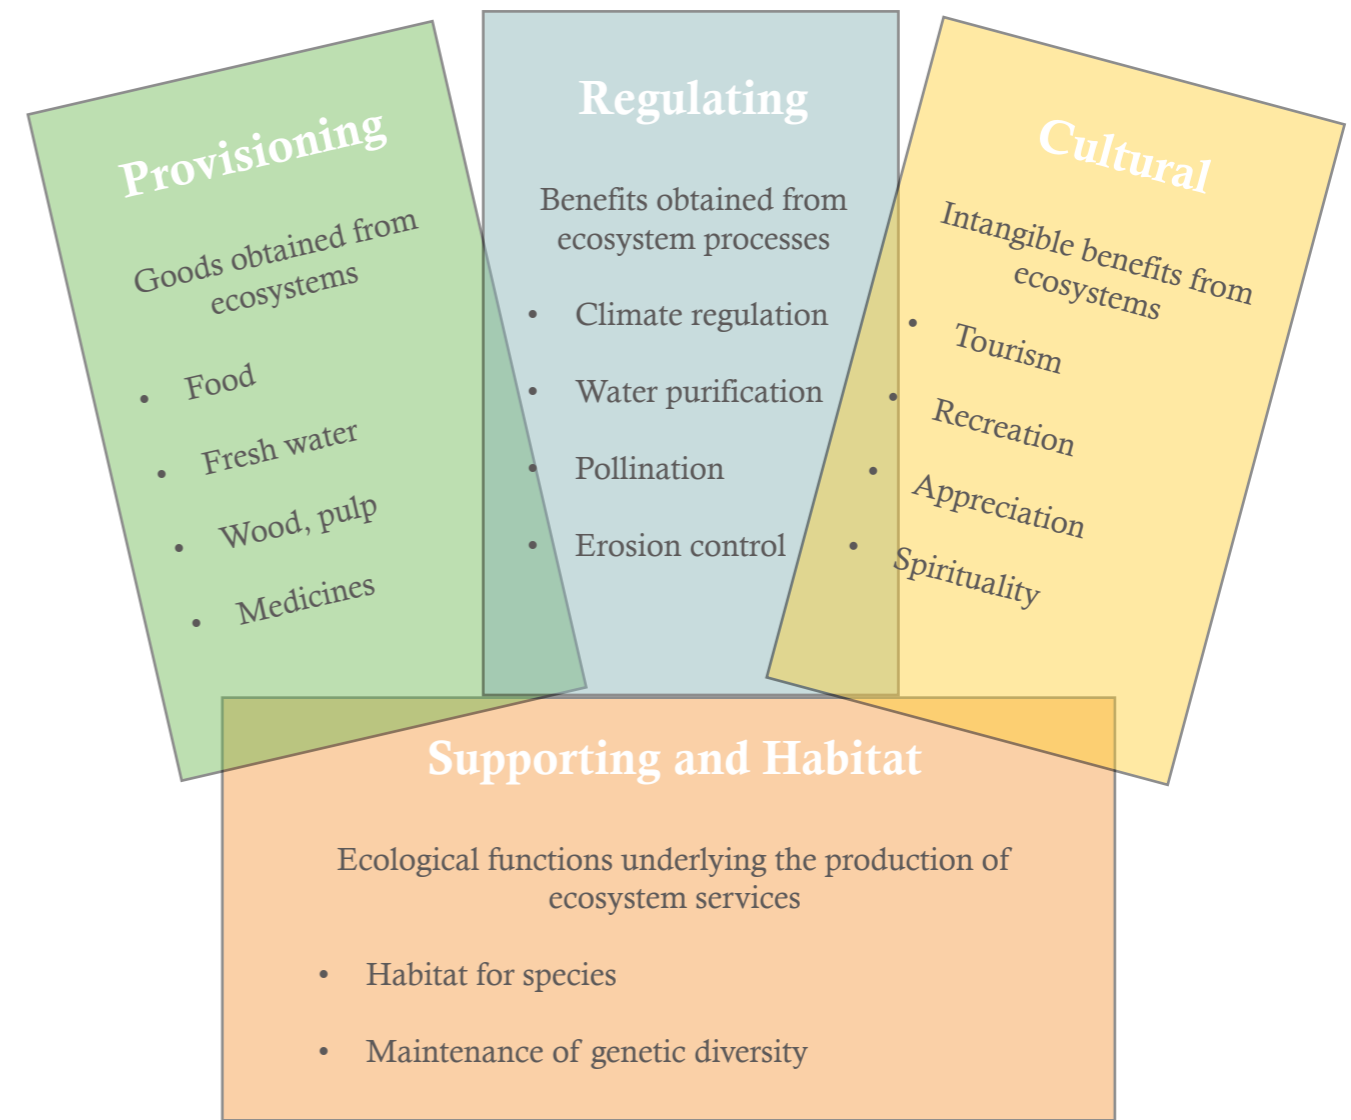 Provisioning
Goods obtained from
ecosystems
• Food
• Fresh water
• Wood, pulp
• Medicines
Regulating
Benefits obtained from
ecosystem processes
• Climate regulation
• Water purification
• Pollination
• Erosion control
Cultural
Intangible benefits from
ecosystems
• Tourism
• Recreation
• Appreciation
• Spirituality
Supporting and Habitat
Ecological functions underlying the production of
ecosystem services
• Habitat for species
• Maintenance of genetic diversity